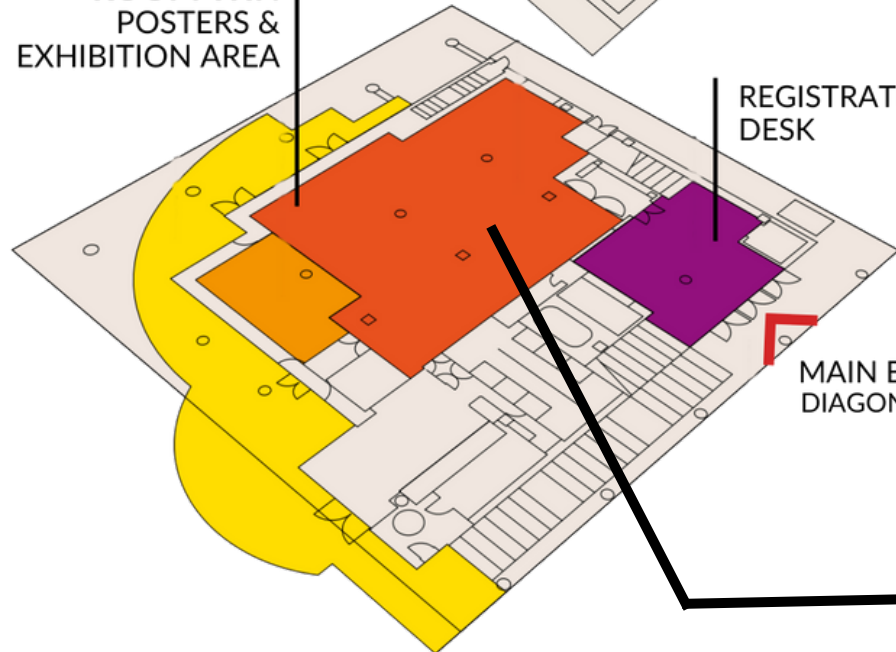 POSTERS &
EXHIBITION AREA
REGISTRAT
DESK
MAIN E
DIAGON